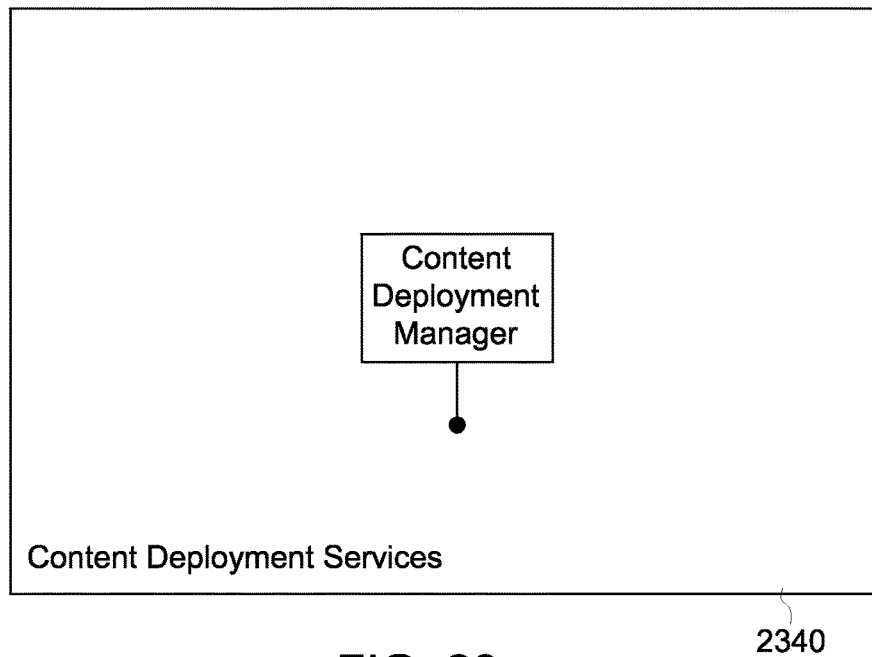 Content
Deployment
Manager
Content Deployment Services
2340